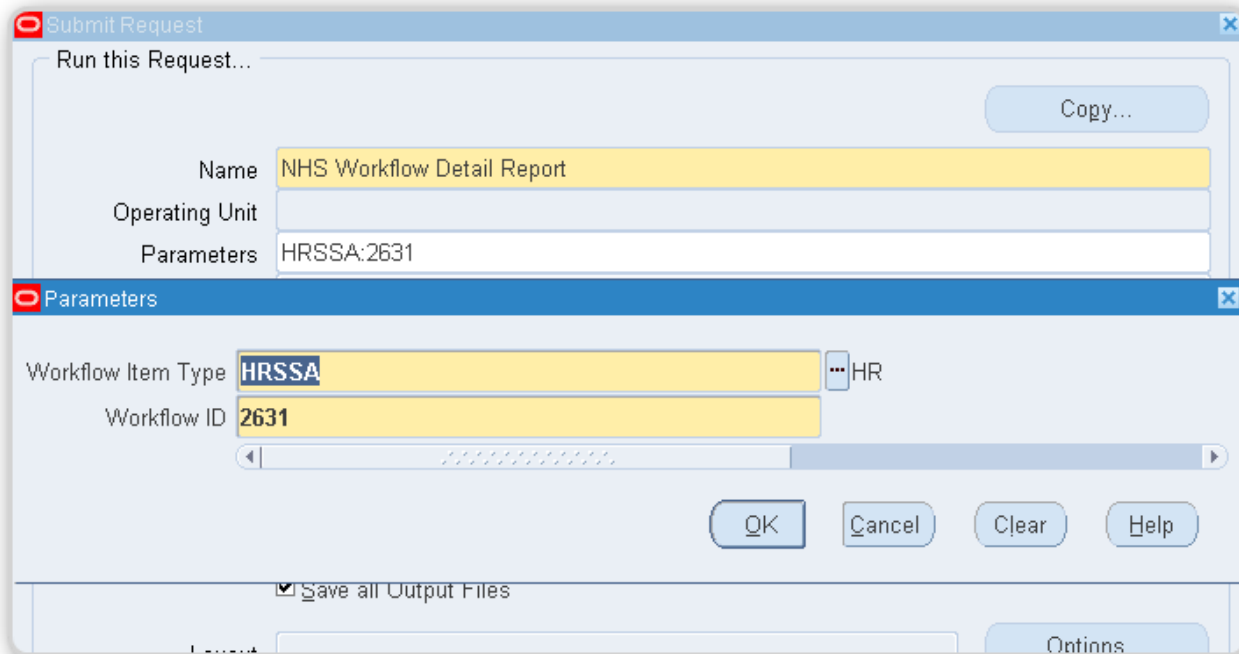 Submit Request
Run this Request...
Copy...
Name NHS Workflow Detail Report
Operating Unit
Parameters HRSSA:2631
Parameters
Workflow Item Type HRSSA HR
Workflow ID 2631
OK Cancel Clear Help
Save all Output Files
Layout Options